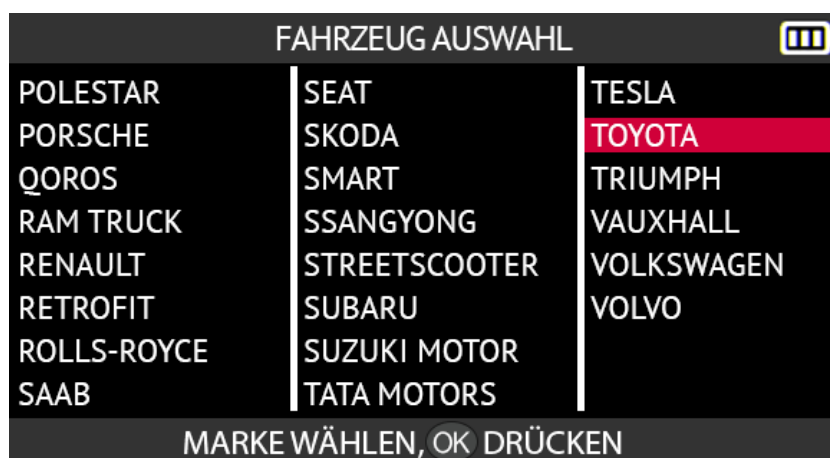 FAHRZEUG AUSWAHL
POLESTAR
PORSCHE
QOROS
RAM TRUCK
RENAULT
RETROFIT
ROLLS-ROYCE
SAAB
SEAT
SKODA
SMART
SSANGYONG
STREETSCOOTER
SUBARU
SUZUKI MOTOR
TATA MOTORS
TESLA
TOYOTA
TRIUMPH
VAUXHALL
VOLKSWAGEN
VOLVO
MARKE WÄHLEN, OK DRÜCKEN